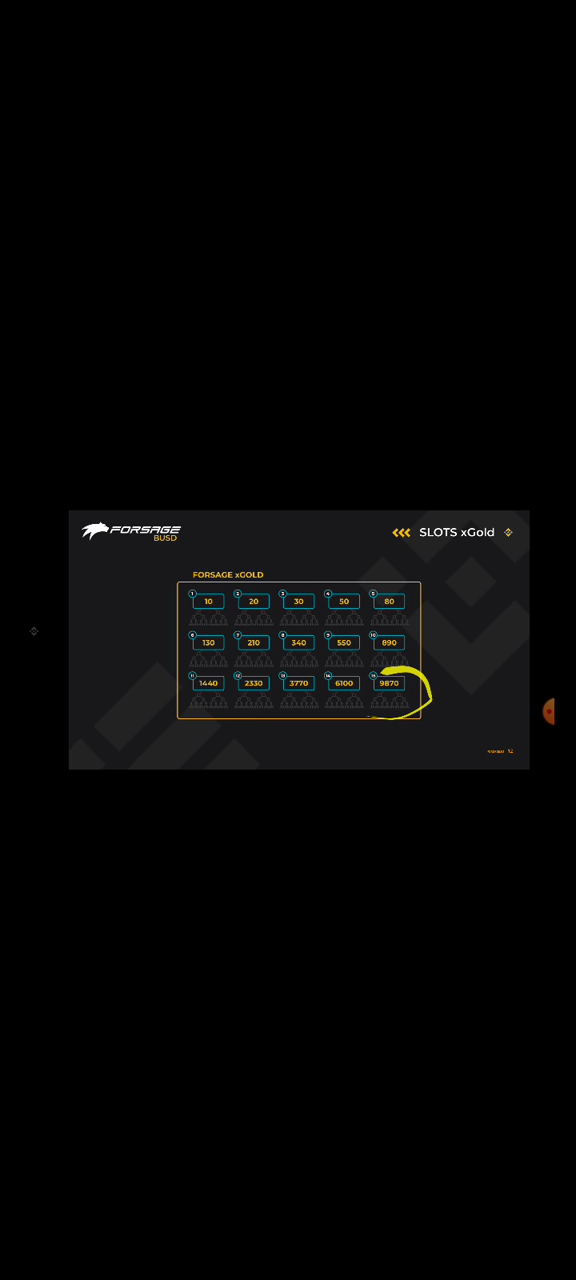 FORSAGE
BUSD
SLOTS xGold
FORSAGE xGOLD
1 2 3 4 5
10 20 30 50 80
6 7 8 9 10
130 210 340 550 890
11 12 13 14 15
1440 2330 3770 6100 9870
12